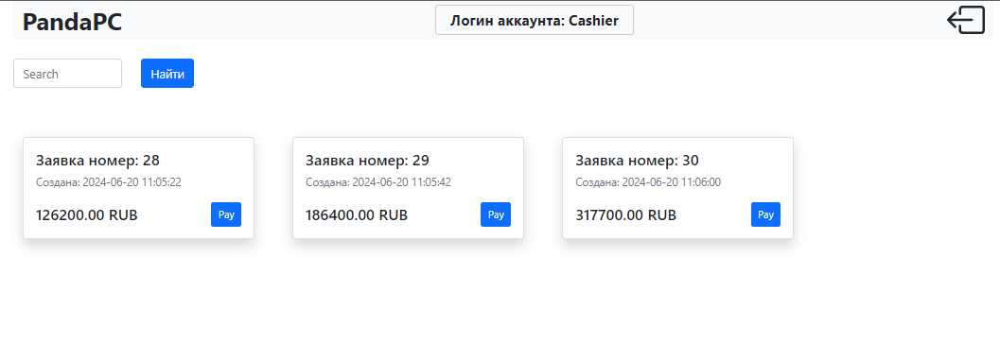 PandaPC
Логин аккаунта: Cashier
Search
Найти
Заявка номер: 28
Создана: 2024-06-20 11:05:22
126200.00 RUB
Pay
Заявка номер: 29
Создана: 2024-06-20 11:05:42
186400.00 RUB
Pay
Заявка номер: 30
Создана: 2024-06-20 11:06:00
317700.00 RUB
Pay